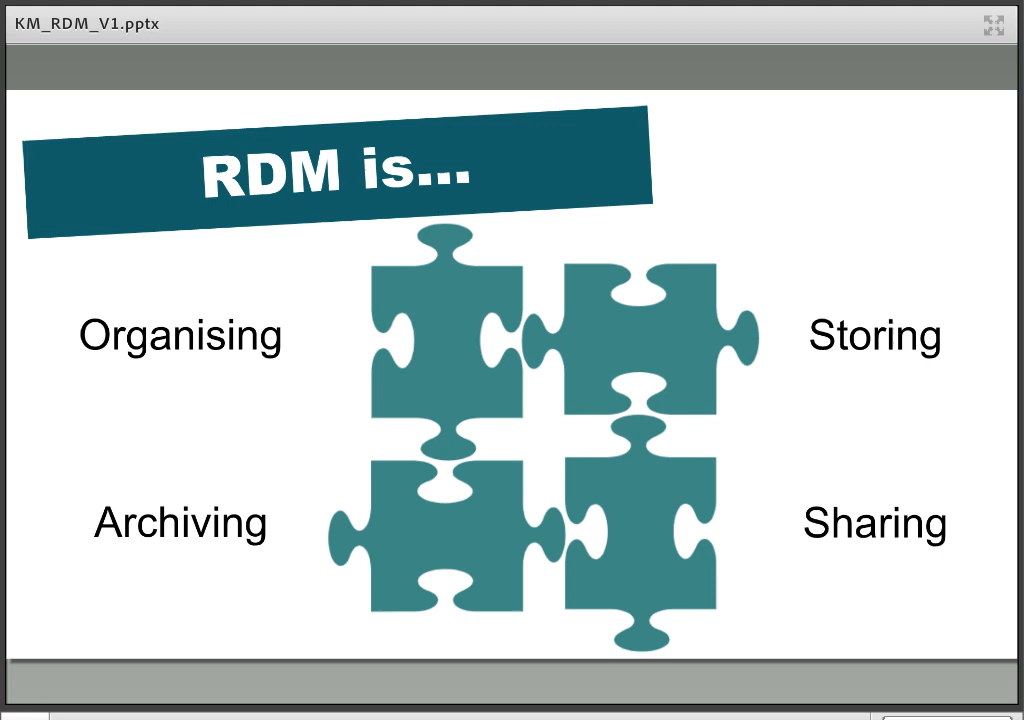 KM_RDM_V1.pptx
RDM is...
Organising
Storing
Archiving
Sharing